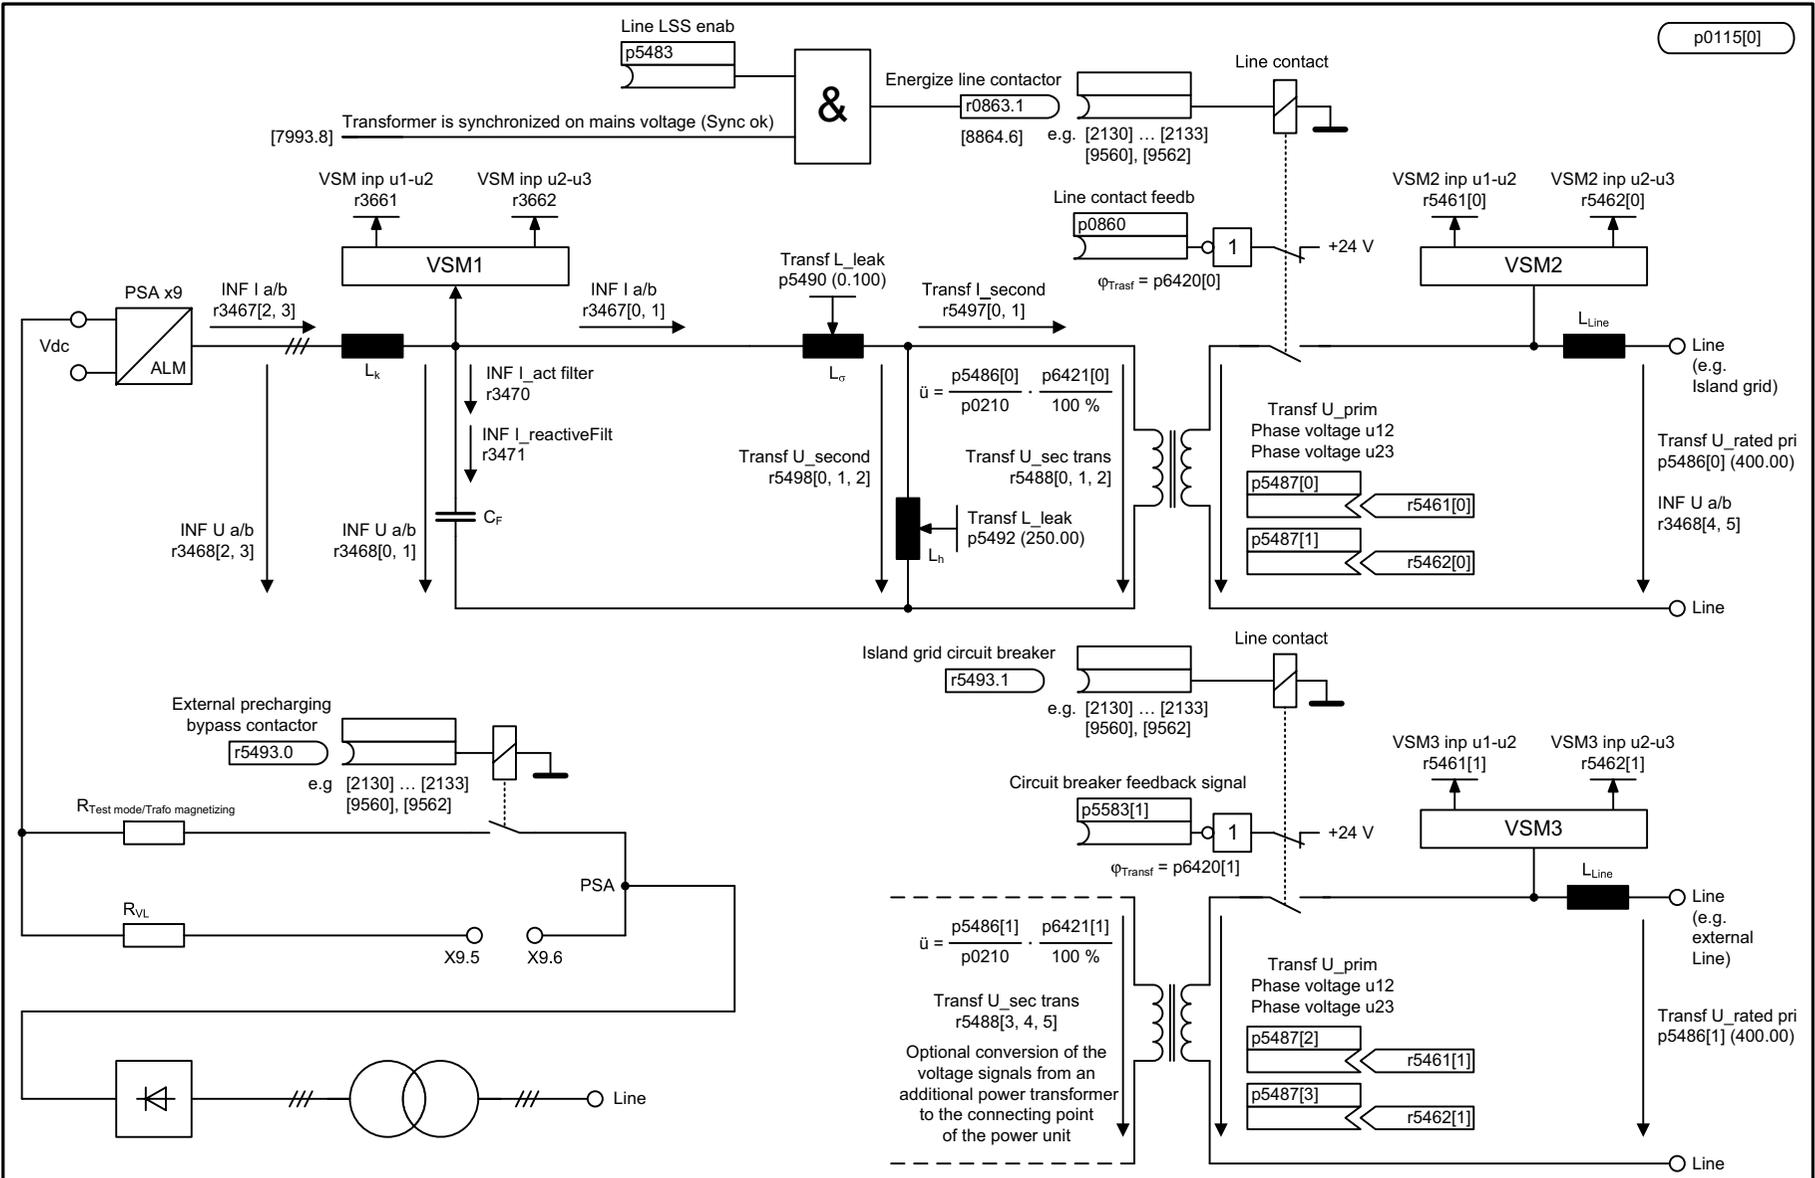 Line LSS enab
p5483
p0115[0]
&
Energize line contactor
r0863.1
[8864.6]
e.g. [2130] … [2133]
[9560], [9562]
Line contact
[7993.8]
Transformer is synchronized on mains voltage (Sync ok)
VSM inp u1-u2
r3661
VSM inp u2-u3
r3662
VSM1
Line contact feedb
p0860
1
+24 V
φTrasf = p6420[0]
VSM2 inp u1-u2
r5461[0]
VSM2 inp u2-u3
r5462[0]
VSM2
PSA x9
ALM
Vdc
INF I a/b
r3467[2, 3]
Lk
INF I a/b
r3467[0, 1]
Transf L_leak
p5490 (0.100)
Lσ
Transf I_second
r5497[0, 1]
LLine
Line
(e.g.
Island grid)
INF I_act filter
r3470
INF I_reactiveFilt
r3471
CF
INF U a/b
r3468[2, 3]
INF U a/b
r3468[0, 1]
Transf U_second
r5498[0, 1, 2]
ü = p5486[0] / p0210 · p6421[0] / 100 %
Transf U_sec trans
r5488[0, 1, 2]
Transf L_leak
p5492 (250.00)
Lh
Transf U_prim
Phase voltage u12
Phase voltage u23
p5487[0]
r5461[0]
p5487[1]
r5462[0]
Transf U_rated pri
p5486[0] (400.00)
INF U a/b
r3468[4, 5]
Line
Island grid circuit breaker
r5493.1
e.g. [2130] … [2133]
[9560], [9562]
Line contact
External precharging
bypass contactor
r5493.0
e.g [2130] … [2133]
[9560], [9562]
RTest mode/Trafo magnetizing
PSA
RVL
X9.5
X9.6
Line
Circuit breaker feedback signal
p5583[1]
1
+24 V
φTransf = p6420[1]
VSM3 inp u1-u2
r5461[1]
VSM3 inp u2-u3
r5462[1]
VSM3
LLine
Line
(e.g.
external
Line)
ü = p5486[1] / p0210 · p6421[1] / 100 %
Transf U_sec trans
r5488[3, 4, 5]
Optional conversion of the
voltage signals from an
additional power transformer
to the connecting point
of the power unit
Transf U_prim
Phase voltage u12
Phase voltage u23
p5487[2]
r5461[1]
p5487[3]
r5462[1]
Transf U_rated pri
p5486[1] (400.00)
Line